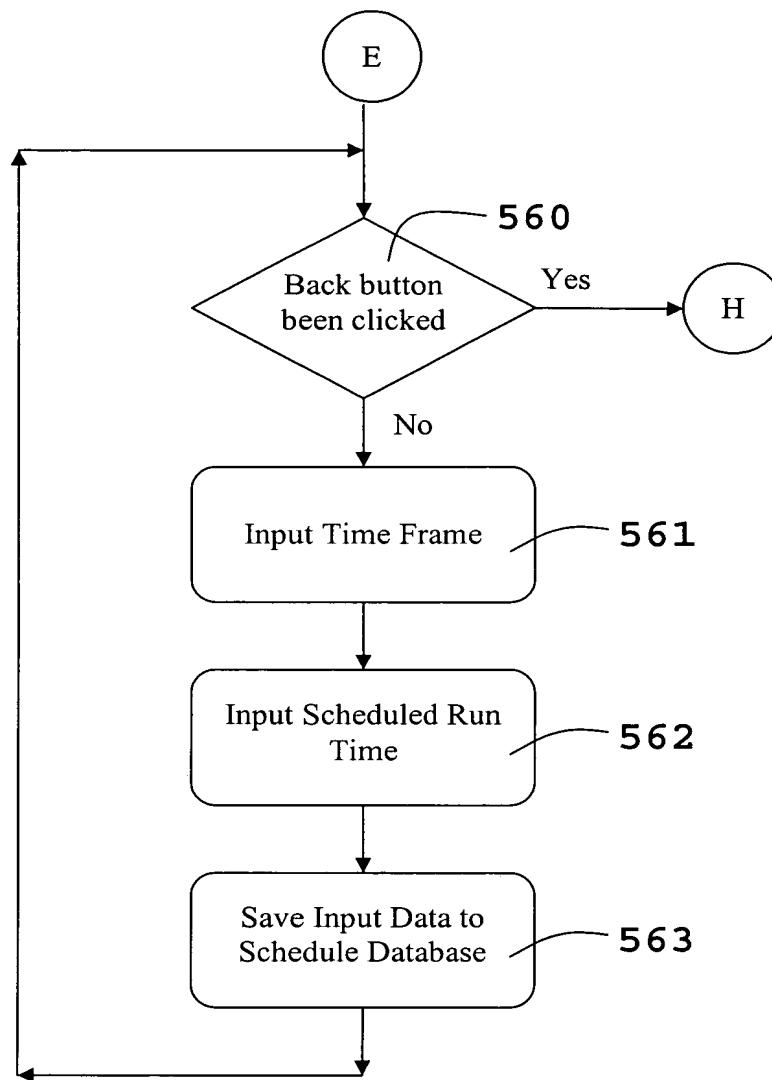 E
560
Back button
been clicked
Yes
H
No
Input Time Frame
561
Input Scheduled Run
Time
562
Save Input Data to
Schedule Database
563